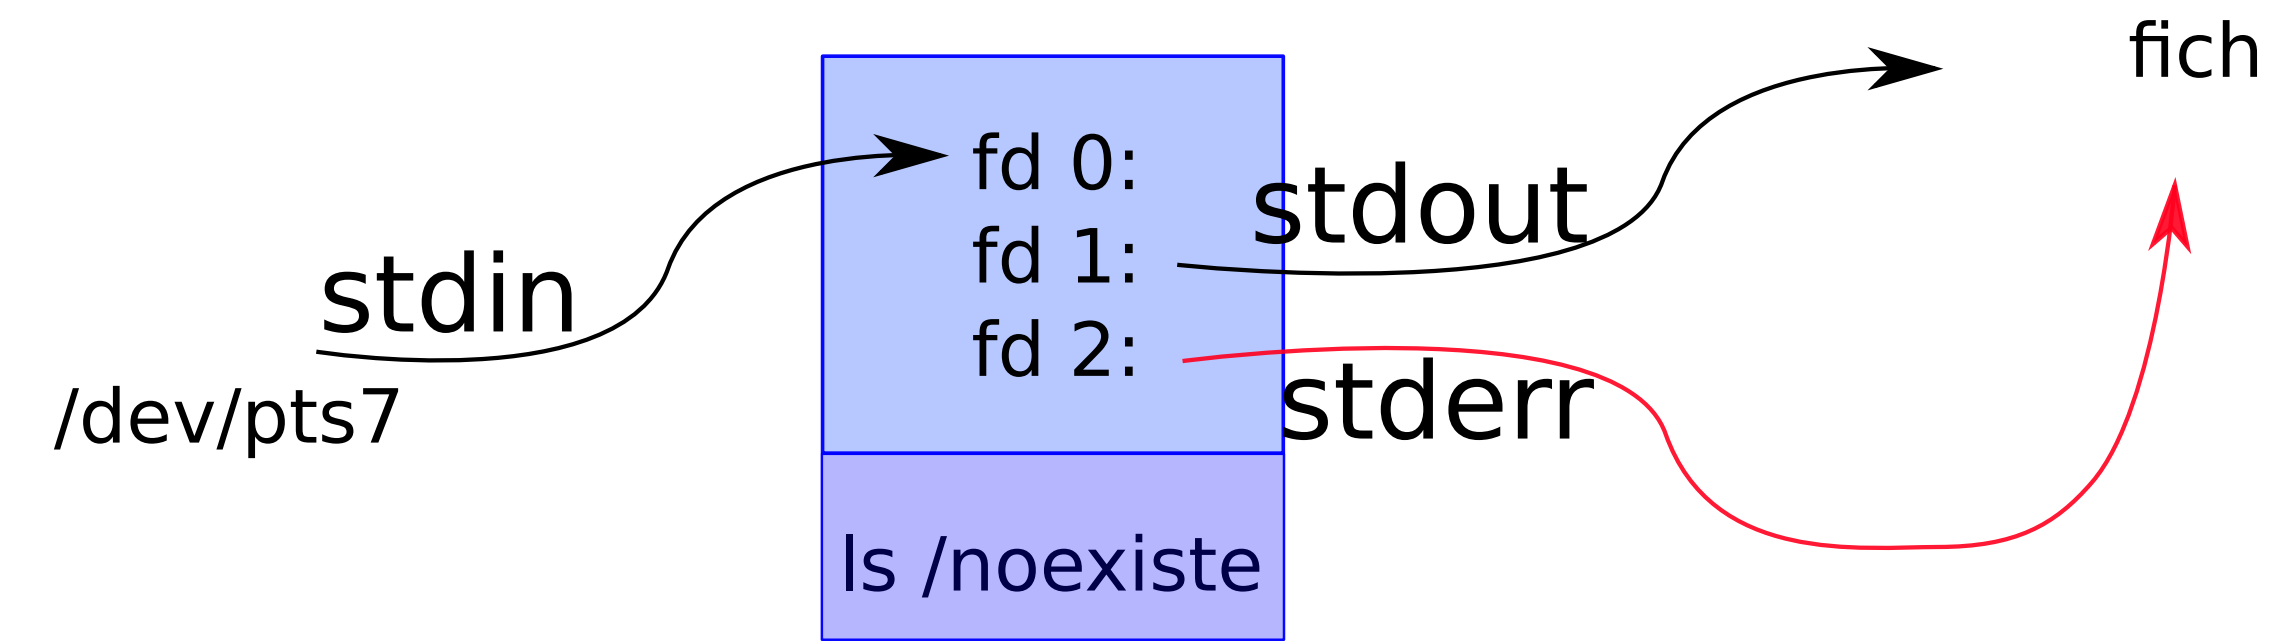 fich
fd 0:
stdout
fd 1:
stdin
fd 2:
stderr
/dev/pts7
ls /noexiste